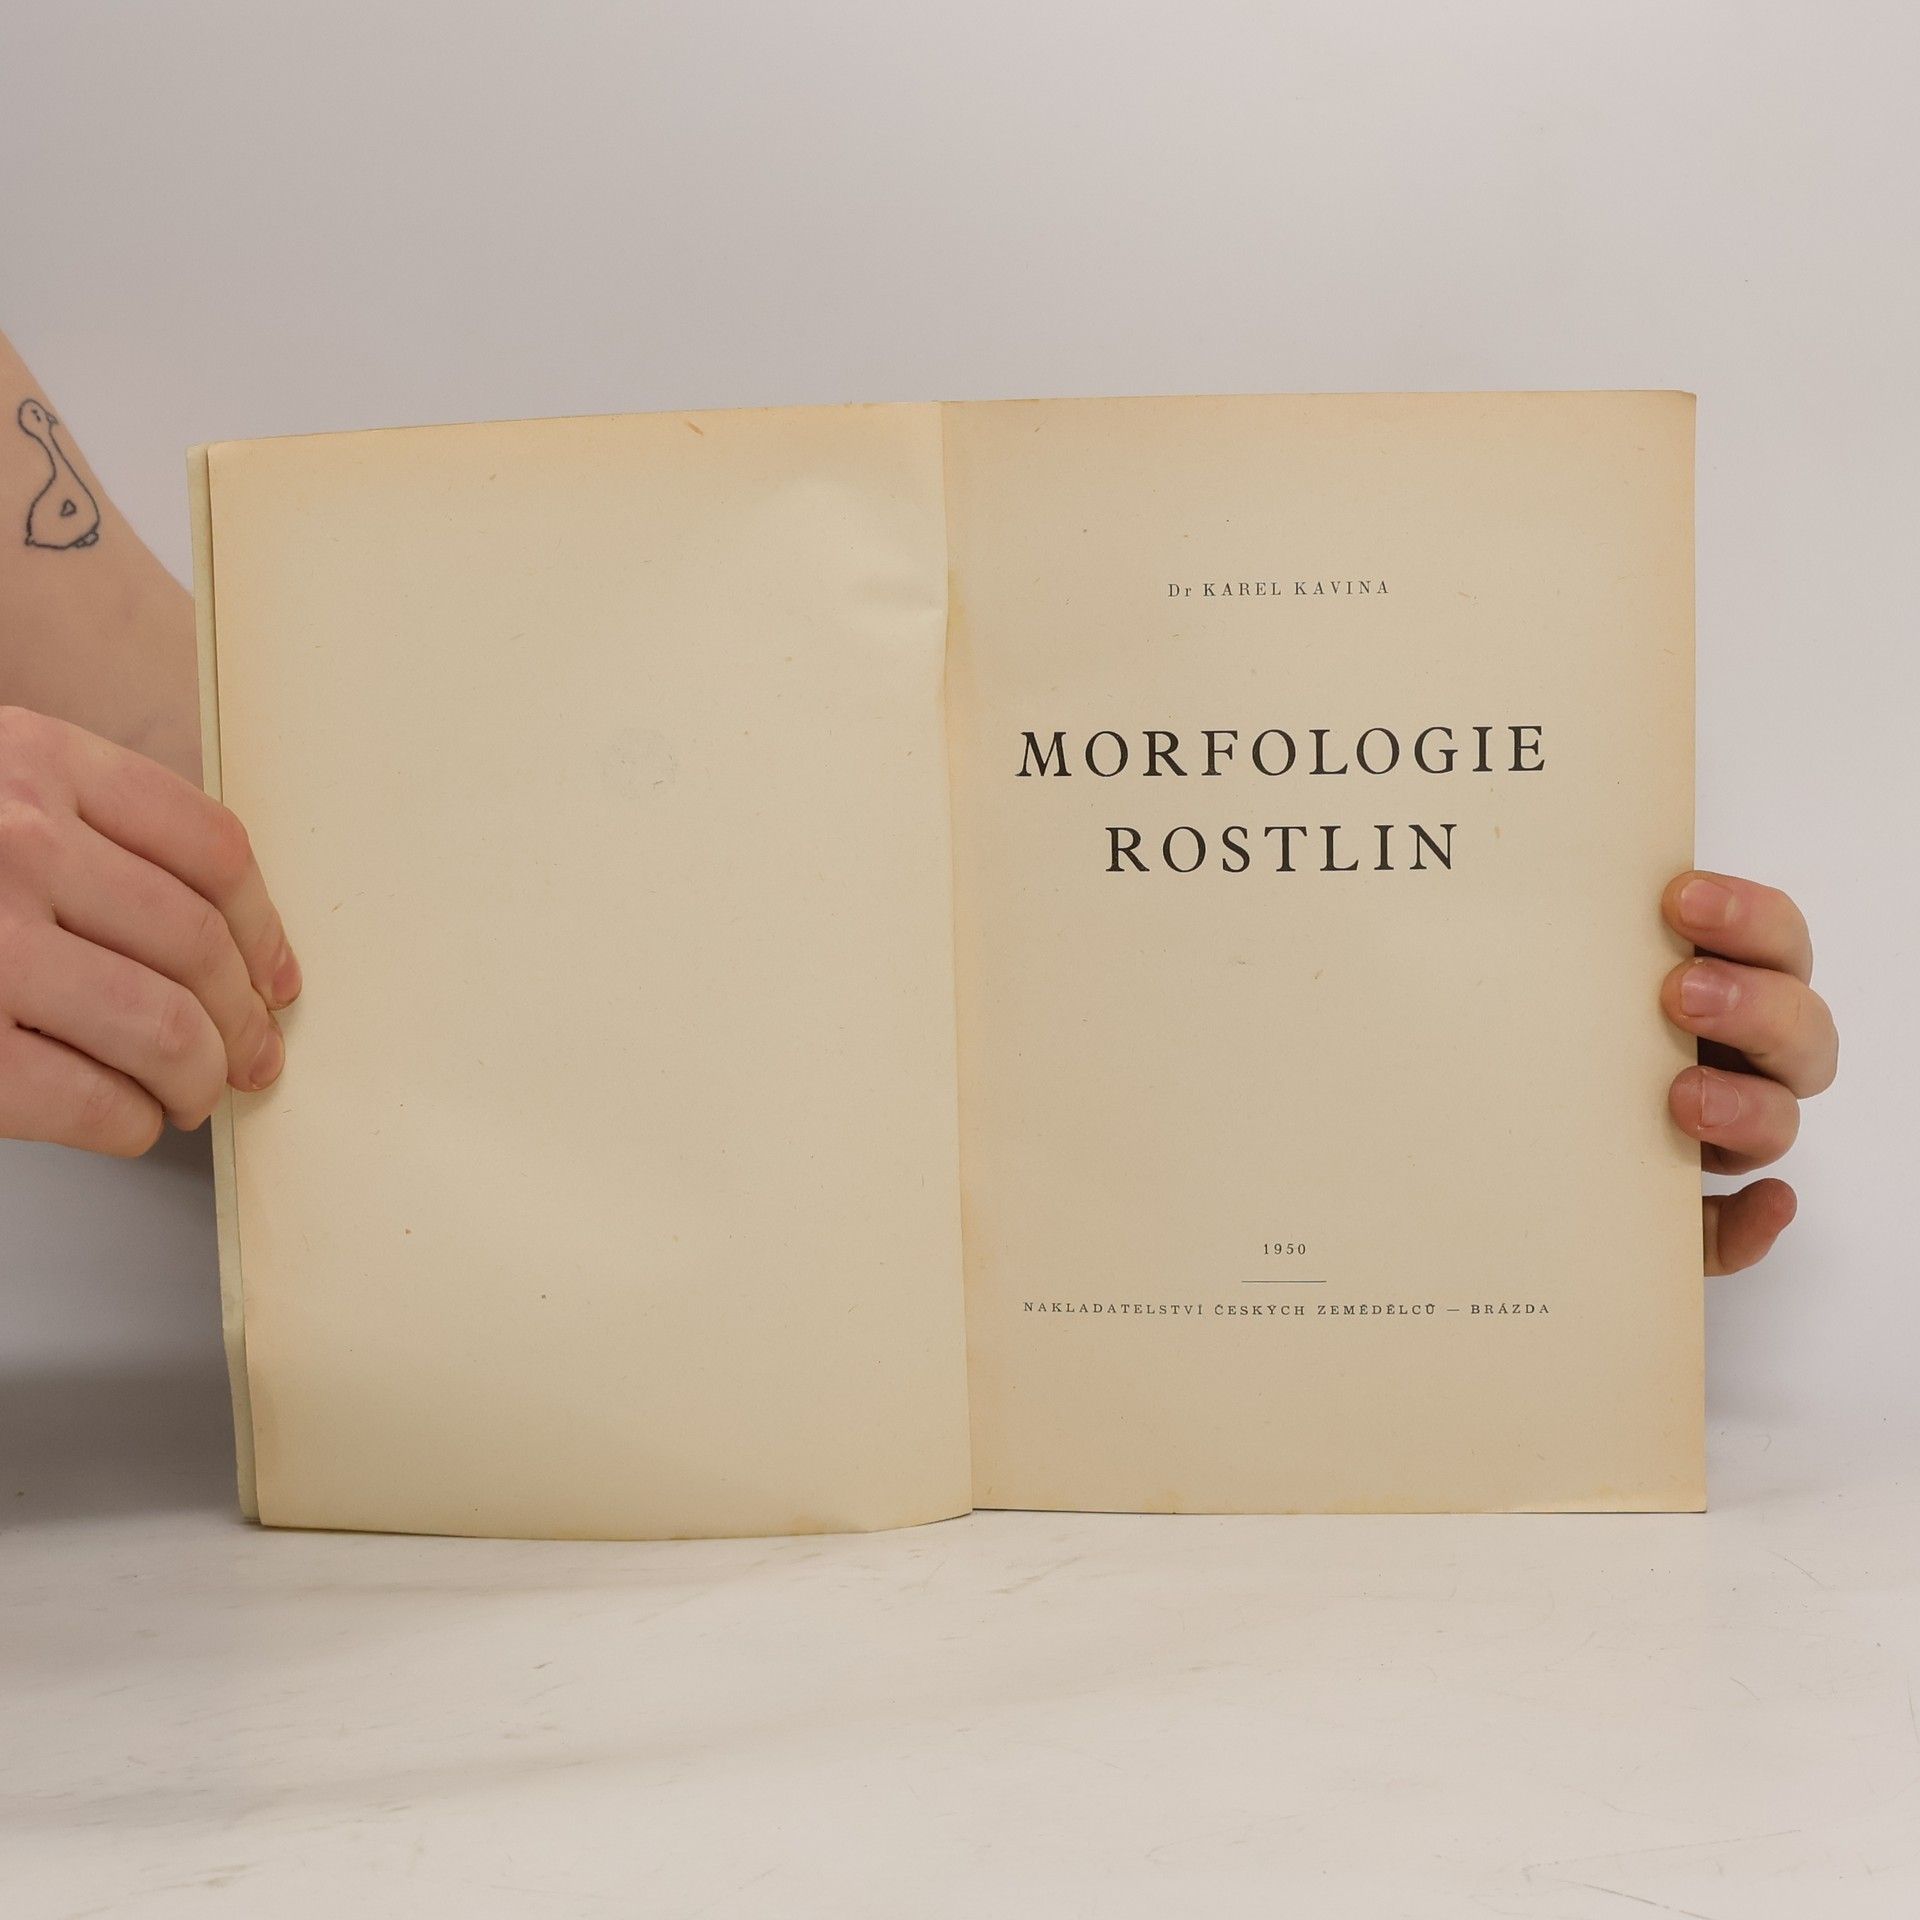 Dr KAREL KAVINA
MORFOLOGIE
ROSTLIN
1950
NAKLADATELSTVÍ ČESKÝCH ZEMĚDĚLCŮ — BRÁZDA